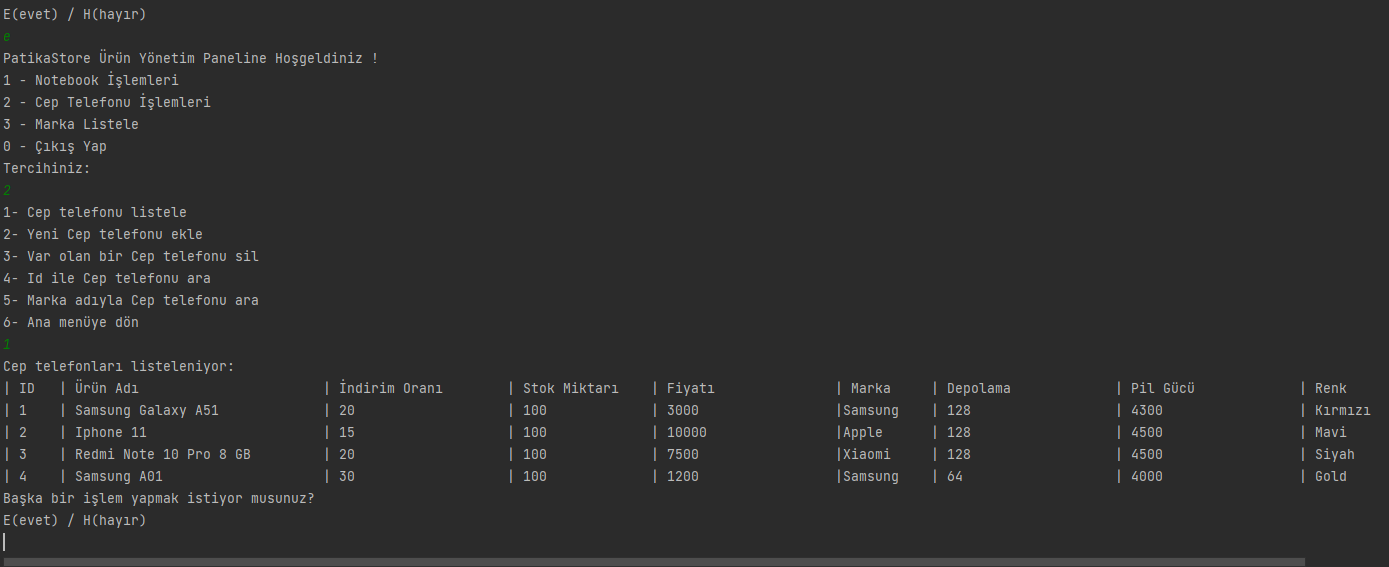 E(evet) / H(hayır)
e
PatikaStore Ürün Yönetim Paneline Hoşgeldiniz !
1 - Notebook İşlemleri
2 - Cep Telefonu İşlemleri
3 - Marka Listele
0 - Çıkış Yap
Tercihiniz:
2
1- Cep telefonu listele
2- Yeni Cep telefonu ekle
3- Var olan bir Cep telefonu sil
4- Id ile Cep telefonu ara
5- Marka adıyla Cep telefonu ara
6- Ana menüye dön
1
Cep telefonları listeleniyor:
| ID   | Ürün Adı                       | İndirim Oranı        | Stok Miktarı    | Fiyatı               | Marka     | Depolama             | Pil Gücü             | Renk
| 1    | Samsung Galaxy A51             | 20                   | 100             | 3000                 |Samsung    | 128                  | 4300                 | Kırmızı
| 2    | Iphone 11                      | 15                   | 100             | 10000                |Apple      | 128                  | 4500                 | Mavi
| 3    | Redmi Note 10 Pro 8 GB         | 20                   | 100             | 7500                 |Xiaomi     | 128                  | 4500                 | Siyah
| 4    | Samsung A01                    | 30                   | 100             | 1200                 |Samsung    | 64                   | 4000                 | Gold
Başka bir işlem yapmak istiyor musunuz?
E(evet) / H(hayır)